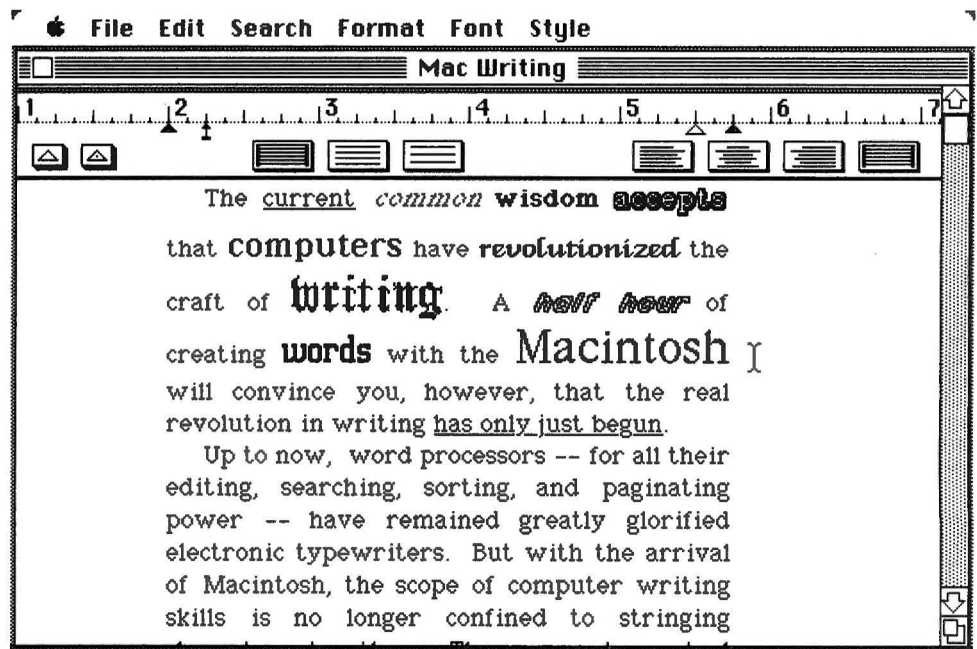 File Edit Search Format Font Style
Mac Writing
1 2 3 4 5 6 7
The current common wisdom accepts
that computers have revolutionized the
craft of writing. A half hour of
creating words with the Macintosh
will convince you, however, that the real
revolution in writing has only just begun.
Up to now, word processors -- for all their
editing, searching, sorting, and paginating
power -- have remained greatly glorified
electronic typewriters. But with the arrival
of Macintosh, the scope of computer writing
skills is no longer confined to stringing